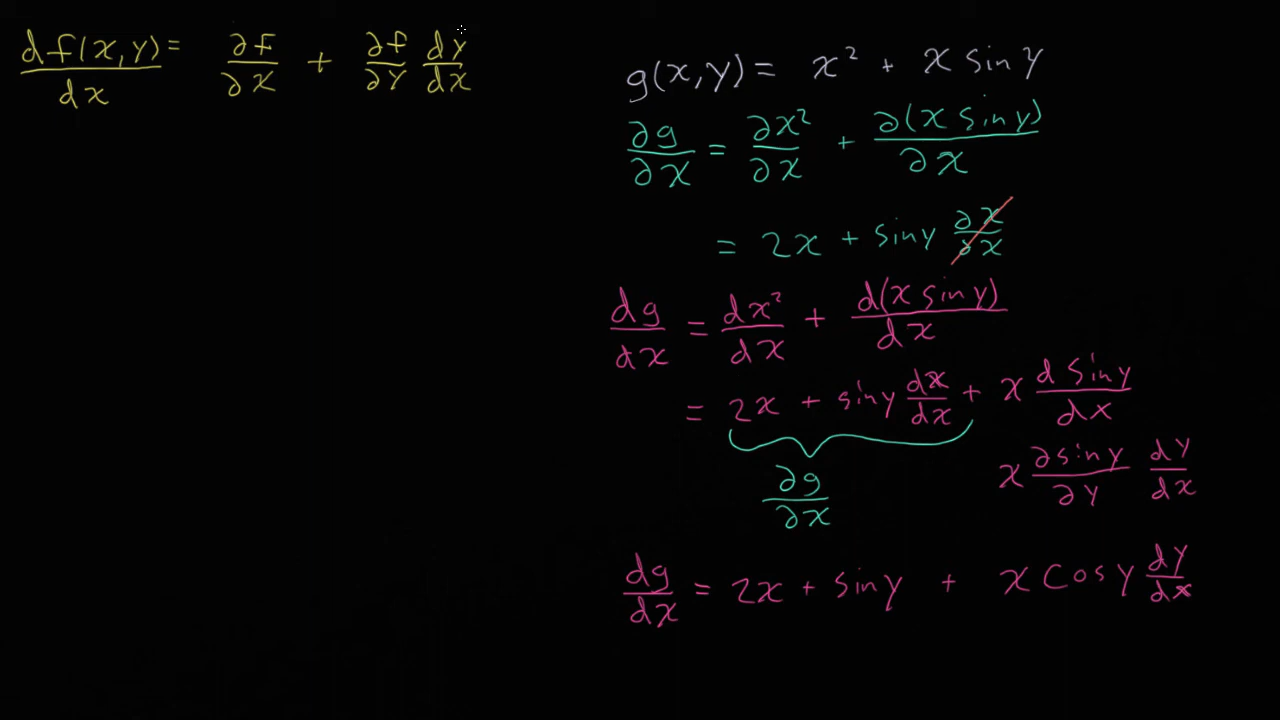 df(x,y)/dx = ∂f/∂x + ∂f/∂y dy/dx
g(x,y) = x² + x sin y
∂g/∂x = ∂x²/∂x + ∂(x sin y)/∂x
= 2x + sin y ∂x/∂x
dg/dx = dx²/dx + d(x sin y)/dx
= 2x + sin y dx/dx + x d sin y/dx
∂g/∂x
x ∂sin y/∂y dy/dx
dg/dx = 2x + sin y + x cos y dy/dx